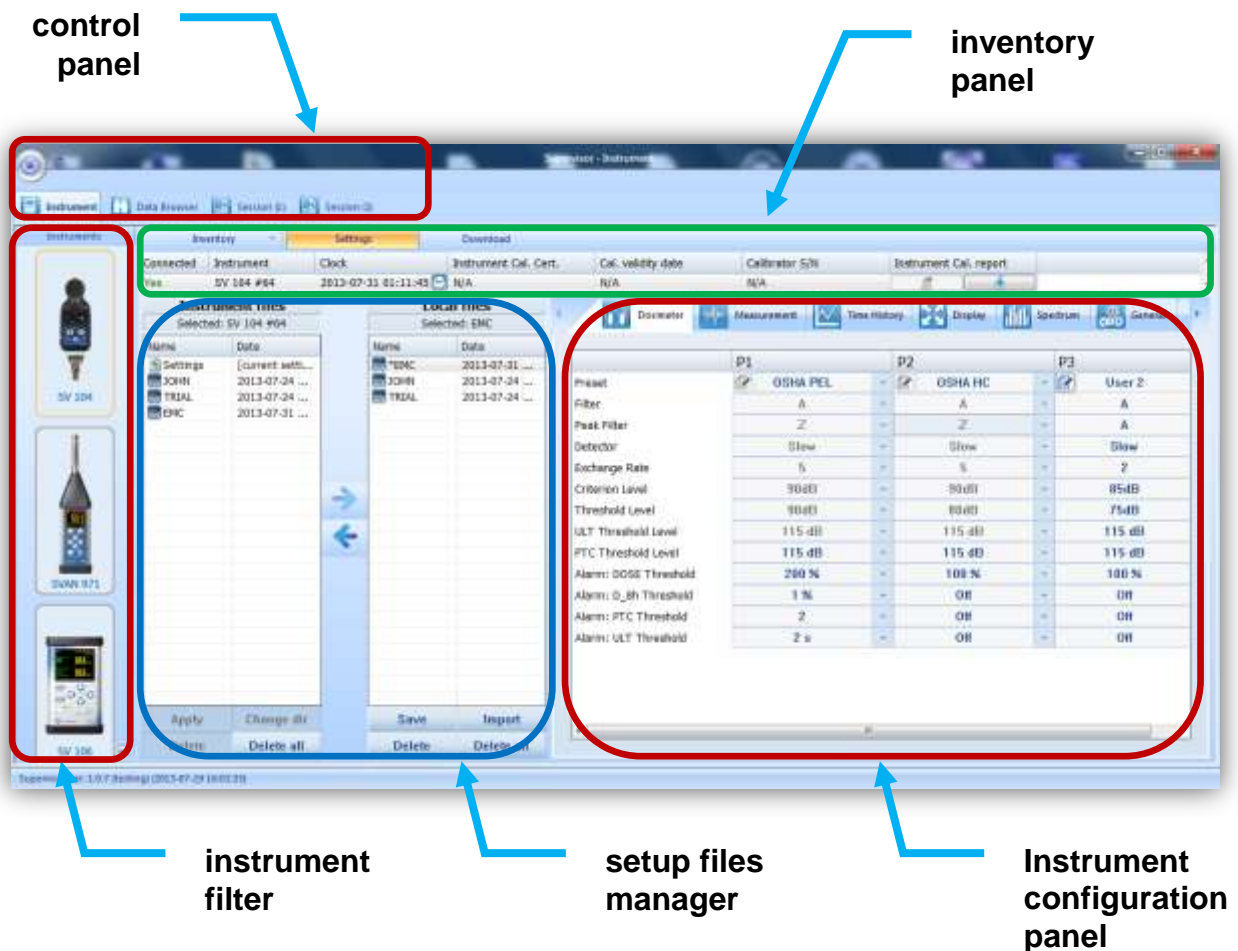 control
panel
inventory
panel
Supervisor - Instrument
Instrument Data Browser Session (1) Session (2)
Instruments
SV 104
SVAN 971
SV 106
Inventory Settings Download
Connected Instrument Clock Instrument Cal. Cert. Cal. validity date Calibrator S/N Instrument Cal. report
Yes SV 104 #64 2013-07-31 01:11:45 N/A N/A N/A
Instrument files Local files
Selected: SV 104 #64 Selected: EMC
Name Date Name Date
Settings [current setti... *EMC 2013-07-31 ...
JOHN 2013-07-24 ... JOHN 2013-07-24 ...
TRIAL 2013-07-24 ... TRIAL 2013-07-24 ...
EMC 2013-07-31 ...
Apply Change dir Save Import
Delete Delete all Delete Delete all
Dosimeter Measurement Time History Display Spectrum General
P1 P2 P3
Preset OSHA PEL OSHA HC User 2
Filter A A A
Peak Filter Z Z A
Detector Slow Slow Slow
Exchange Rate 5 5 2
Criterion Level 90dB 90dB 85dB
Threshold Level 90dB 80dB 75dB
ULT Threshold Level 115 dB 115 dB 115 dB
PTC Threshold Level 115 dB 115 dB 115 dB
Alarm: DOSE Threshold 200 % 100 % 100 %
Alarm: D_8h Threshold 1 % Off Off
Alarm: PTC Threshold 2 Off Off
Alarm: ULT Threshold 2 s Off Off
instrument
filter
setup files
manager
Instrument
configuration
panel